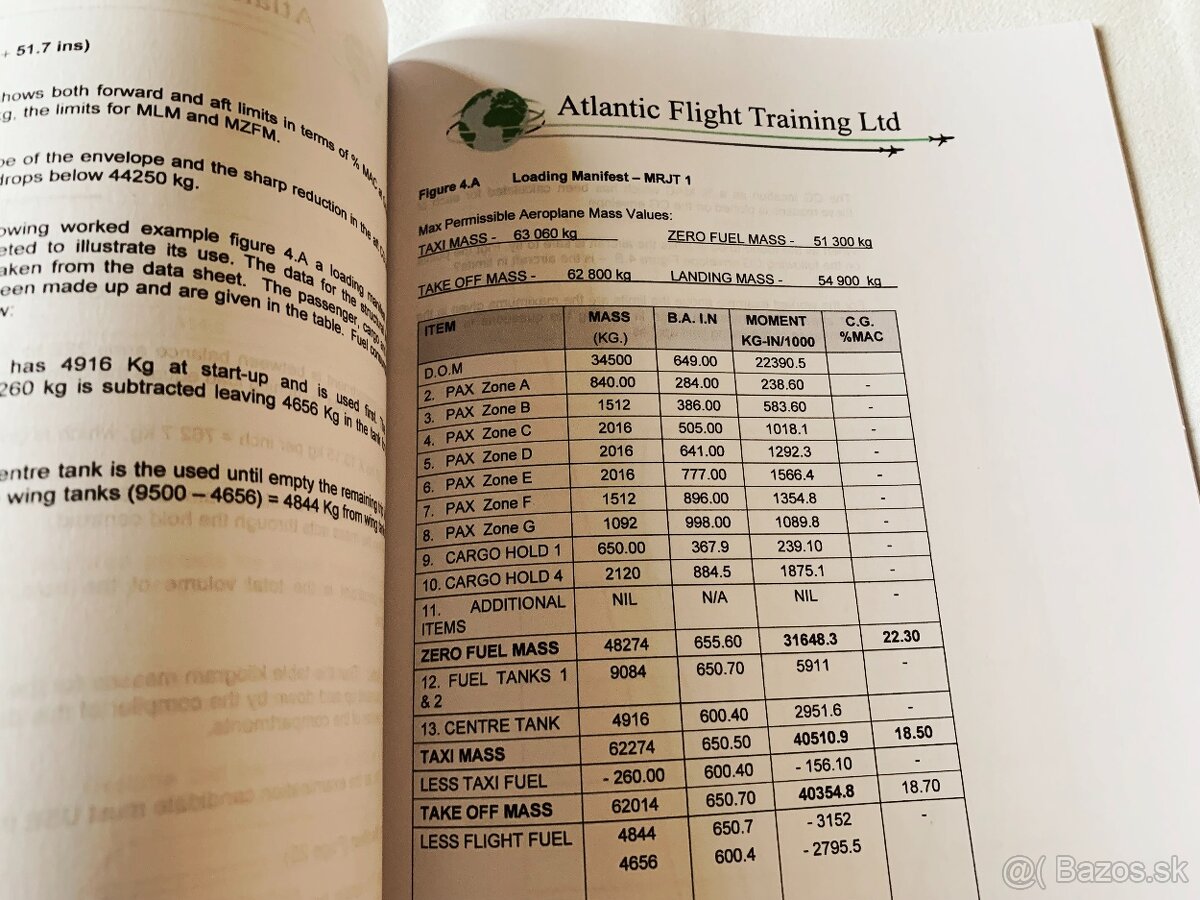 + 51.7 ins)
hows both forward and aft limits in terms of % MAC at
g. the limits for MLM and MZFM.
pe of the envelope and the sharp reduction in the aft
drops below 44250 kg.
owing worked example figure 4.A a loading
eted to illustrate its use. The data for the
aken from the data sheet. The passenger, cargo
een made up and are given in the table. Fuel
w:
has 4916 Kg at start-up and is used first.
260 kg is subtracted leaving 4656 Kg in the tank
entre tank is the used until empty the remaining
wing tanks (9500 – 4656) = 4844 Kg from wing
Atlantic Flight Training Ltd
Figure 4.A Loading Manifest – MRJT 1
Max Permissible Aeroplane Mass Values:
TAXI MASS - 63 060 kg ZERO FUEL MASS - 51 300 kg
TAKE OFF MASS - 62 800 kg LANDING MASS - 54 900 kg
ITEM MASS (KG.) B.A. I.N MOMENT KG-IN/1000 C.G. %MAC
D.O.M 34500 649.00 22390.5
2. PAX Zone A 840.00 284.00 238.60 -
3. PAX Zone B 1512 386.00 583.60 -
4. PAX Zone C 2016 505.00 1018.1 -
5. PAX Zone D 2016 641.00 1292.3 -
6. PAX Zone E 2016 777.00 1566.4 -
7. PAX Zone F 1512 896.00 1354.8 -
8. PAX Zone G 1092 998.00 1089.8 -
9. CARGO HOLD 1 650.00 367.9 239.10 -
10. CARGO HOLD 4 2120 884.5 1875.1 -
11. ADDITIONAL ITEMS NIL N/A NIL -
ZERO FUEL MASS 48274 655.60 31648.3 22.30
12. FUEL TANKS 1 & 2 9084 650.70 5911 -
13. CENTRE TANK 4916 600.40 2951.6 -
TAXI MASS 62274 650.50 40510.9 18.50
LESS TAXI FUEL - 260.00 600.40 - 156.10 -
TAKE OFF MASS 62014 650.70 40354.8 18.70
LESS FLIGHT FUEL 4844 650.7 - 3152 -
4656 600.4 - 2795.5
@( Bazos.sk